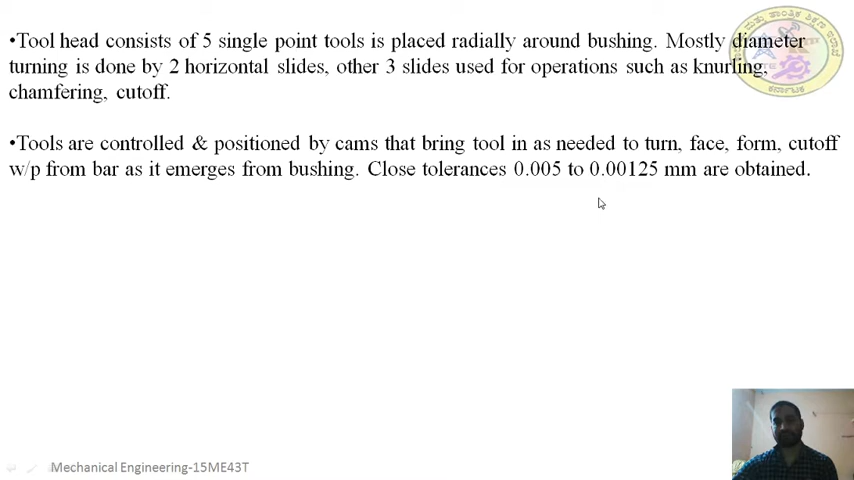 •Tool head consists of 5 single point tools is placed radially around bushing. Mostly diameter
turning is done by 2 horizontal slides, other 3 slides used for operations such as knurling,
chamfering, cutoff.
•Tools are controlled & positioned by cams that bring tool in as needed to turn, face, form, cutoff
w/p from bar as it emerges from bushing. Close tolerances 0.005 to 0.00125 mm are obtained.
Mechanical Engineering-15ME43T